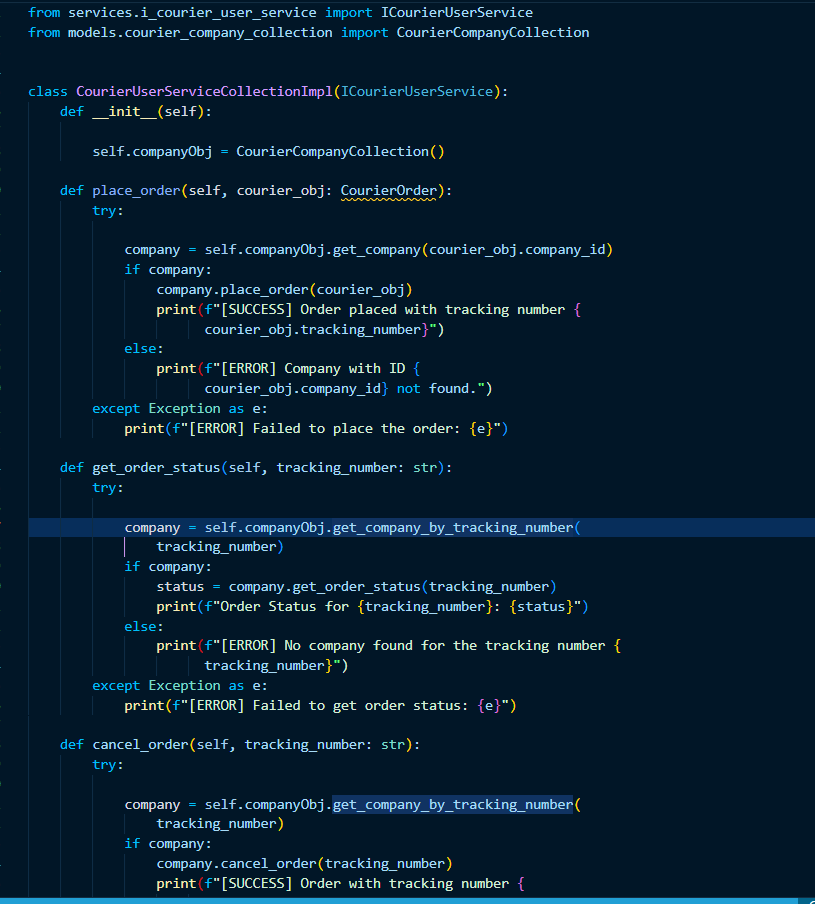 from services.i_courier_user_service import ICourierUserService
from models.courier_company_collection import CourierCompanyCollection
class CourierUserServiceCollectionImpl(ICourierUserService):
def __init__(self):
self.companyObj = CourierCompanyCollection()
def place_order(self, courier_obj: CourierOrder):
try:
company = self.companyObj.get_company(courier_obj.company_id)
if company:
company.place_order(courier_obj)
print(f"[SUCCESS] Order placed with tracking number {
courier_obj.tracking_number}")
else:
print(f"[ERROR] Company with ID {
courier_obj.company_id} not found.")
except Exception as e:
print(f"[ERROR] Failed to place the order: {e}")
def get_order_status(self, tracking_number: str):
try:
company = self.companyObj.get_company_by_tracking_number(
tracking_number)
if company:
status = company.get_order_status(tracking_number)
print(f"Order Status for {tracking_number}: {status}")
else:
print(f"[ERROR] No company found for the tracking number {
tracking_number}")
except Exception as e:
print(f"[ERROR] Failed to get order status: {e}")
def cancel_order(self, tracking_number: str):
try:
company = self.companyObj.get_company_by_tracking_number(
tracking_number)
if company:
company.cancel_order(tracking_number)
print(f"[SUCCESS] Order with tracking number {